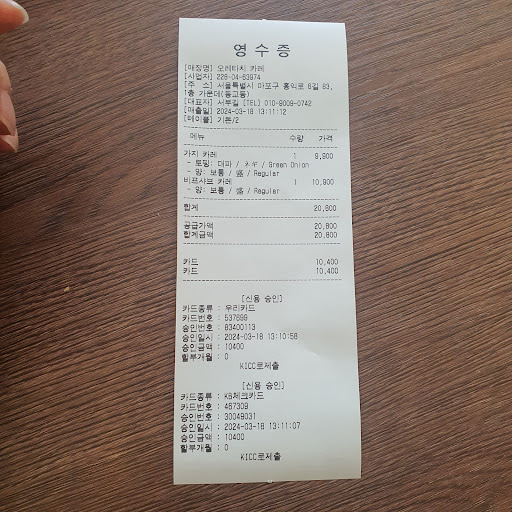 영 수 증
[매장명] 오레타치 카레
[사업자] 228-04-63974
[주 소] 서울특별시 마포구 홍익로 6길 83,
1층 가운데(동교동)
[대표자] 서부길 [TEL] 010-9009-0742
[매출일] 2024-03-18 13:11:12
[테이블] 기본/2
메뉴 수량 가격
가지 카레 1 9,900
- 토핑: 대파 / ネギ / Green Onion
- 양: 보통 / 盛 / Regular
비프샤브 카레 1 10,900
- 양: 보통 / 盛 / Regular
합계 20,800
공급가액 20,800
합계금액 20,800
카드 10,400
카드 10,400
[신용 승인]
카드종류 : 우리카드
카드번호 : 537699
승인번호 : 83400113
승인일시 : 2024-03-18 13:10:58
승인금액 : 10400
할부개월 : 0
KICC로제출
[신용 승인]
카드종류 : KB체크카드
카드번호 : 467309
승인번호 : 30049031
승인일시 : 2024-03-18 13:11:07
승인금액 : 10400
할부개월 : 0
KICC로제출